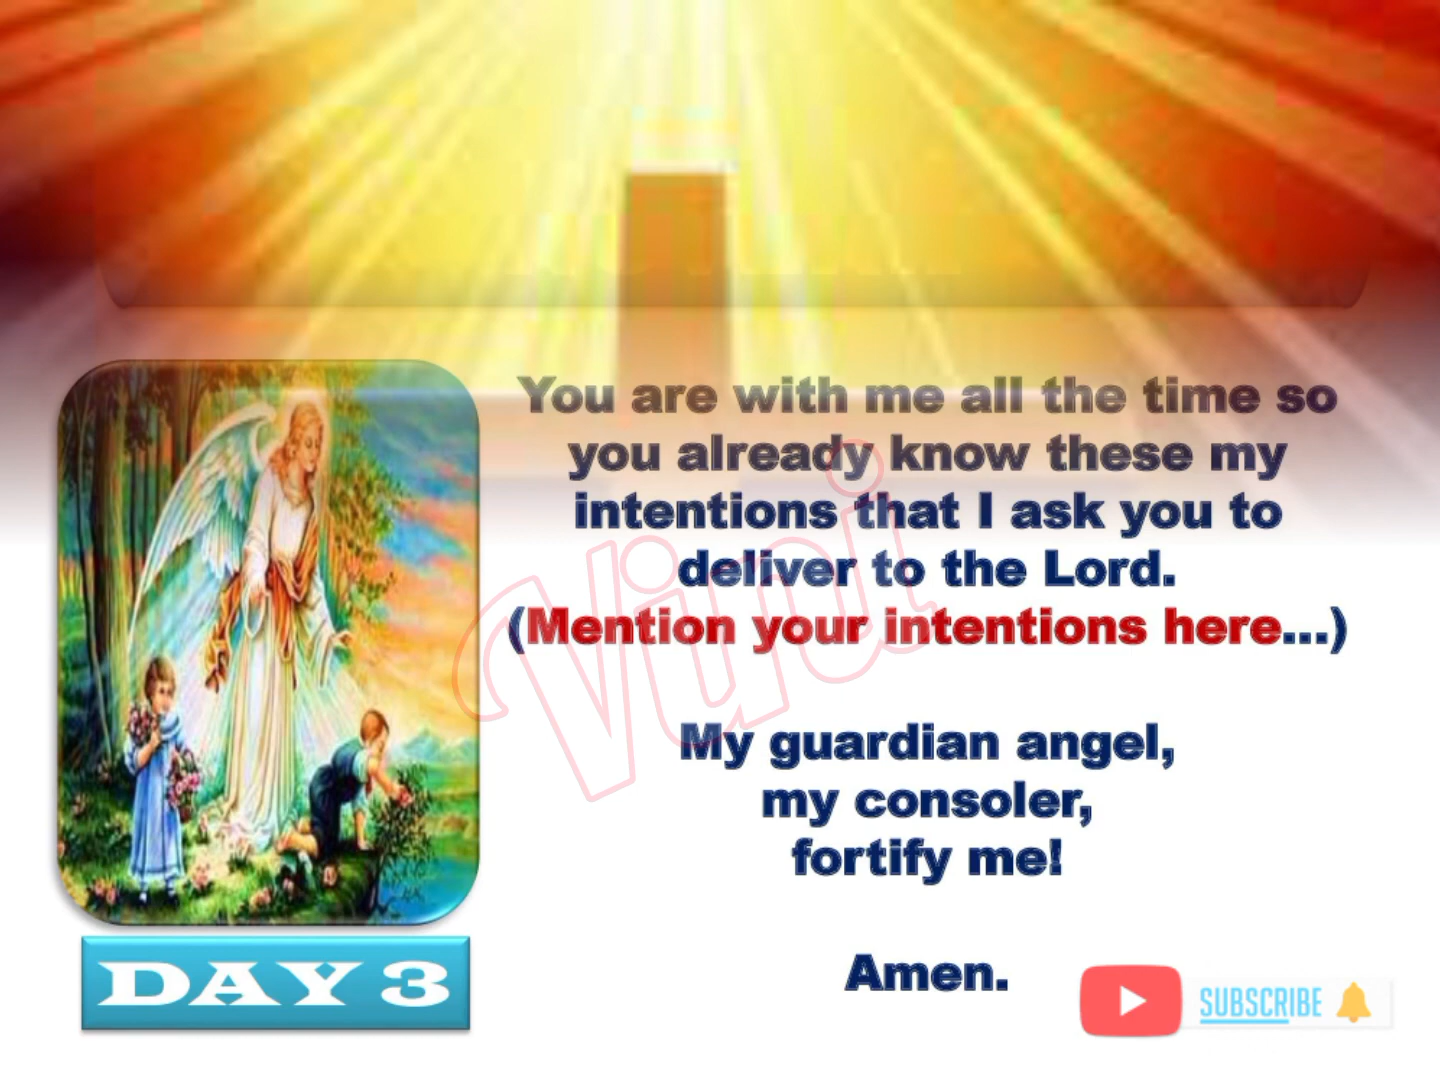 You are with me all the time so
you already know these my
intentions that I ask you to
deliver to the Lord.
(Mention your intentions here...)
My guardian angel,
my consoler,
fortify me!
Amen.
Vini
DAY 3
SUBSCRIBE